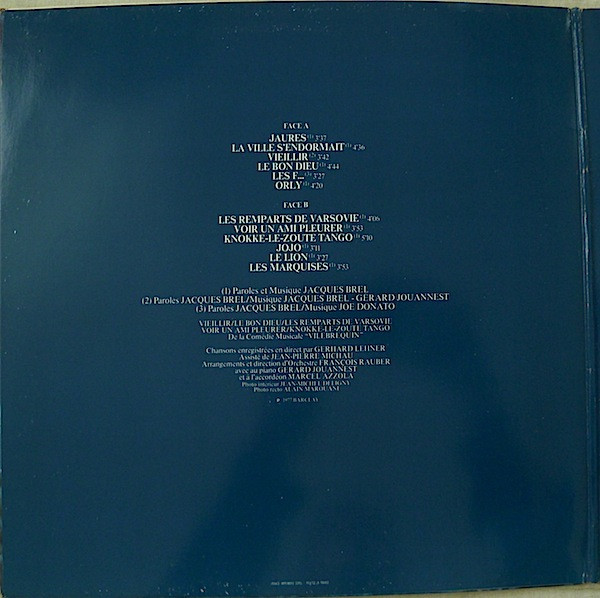 FACE A
JAURES (1) 3'37
LA VILLE S'ENDORMAIT (1) 4'36
VIEILLIR (2) 3'42
LE BON DIEU (1) 4'44
LES F... (3) 3'27
ORLY (1) 4'20
FACE B
LES REMPARTS DE VARSOVIE (1) 4'06
VOIR UN AMI PLEURER (1) 3'53
KNOKKE-LE-ZOUTE TANGO (1) 5'10
JOJO (1) 3'11
LE LION (1) 3'27
LES MARQUISES (1) 3'53
(1) Paroles et Musique JACQUES BREL
(2) Paroles JACQUES BREL/Musique JACQUES BREL - GERARD JOUANNEST
(3) Paroles JACQUES BREL/Musique JOE DONATO
VIEILLIR/LE BON DIEU/LES REMPARTS DE VARSOVIE
VOIR UN AMI PLEURER/KNOKKE-LE-ZOUTE TANGO
De la Comédie Musicale "VILEBREQUIN"
Chansons enregistrées en direct par GERHARD LEHNER
Assisté de JEAN-PIERRE MICHAU
Arrangements et direction d'Orchestre FRANÇOIS RAUBER
avec au piano GERARD JOUANNEST
et à l'accordéon MARCEL AZZOLA
Photo intérieur JEAN-MICHEL DELIGNY
Photo recto ALAIN MAROUANI
℗ 1977 BARCLAY